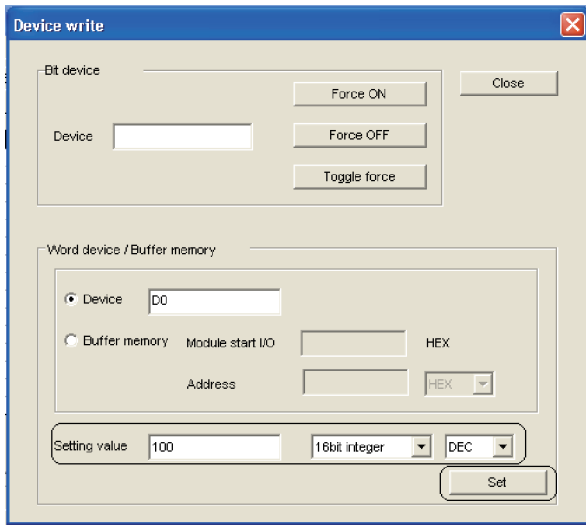 Device write
Bit device
Force ON
Close
Device
Force OFF
Toggle force
Word device / Buffer memory
Device D0
Buffer memory Module start I/O HEX
Address HEX
Setting value 100 16bit integer DEC
Set